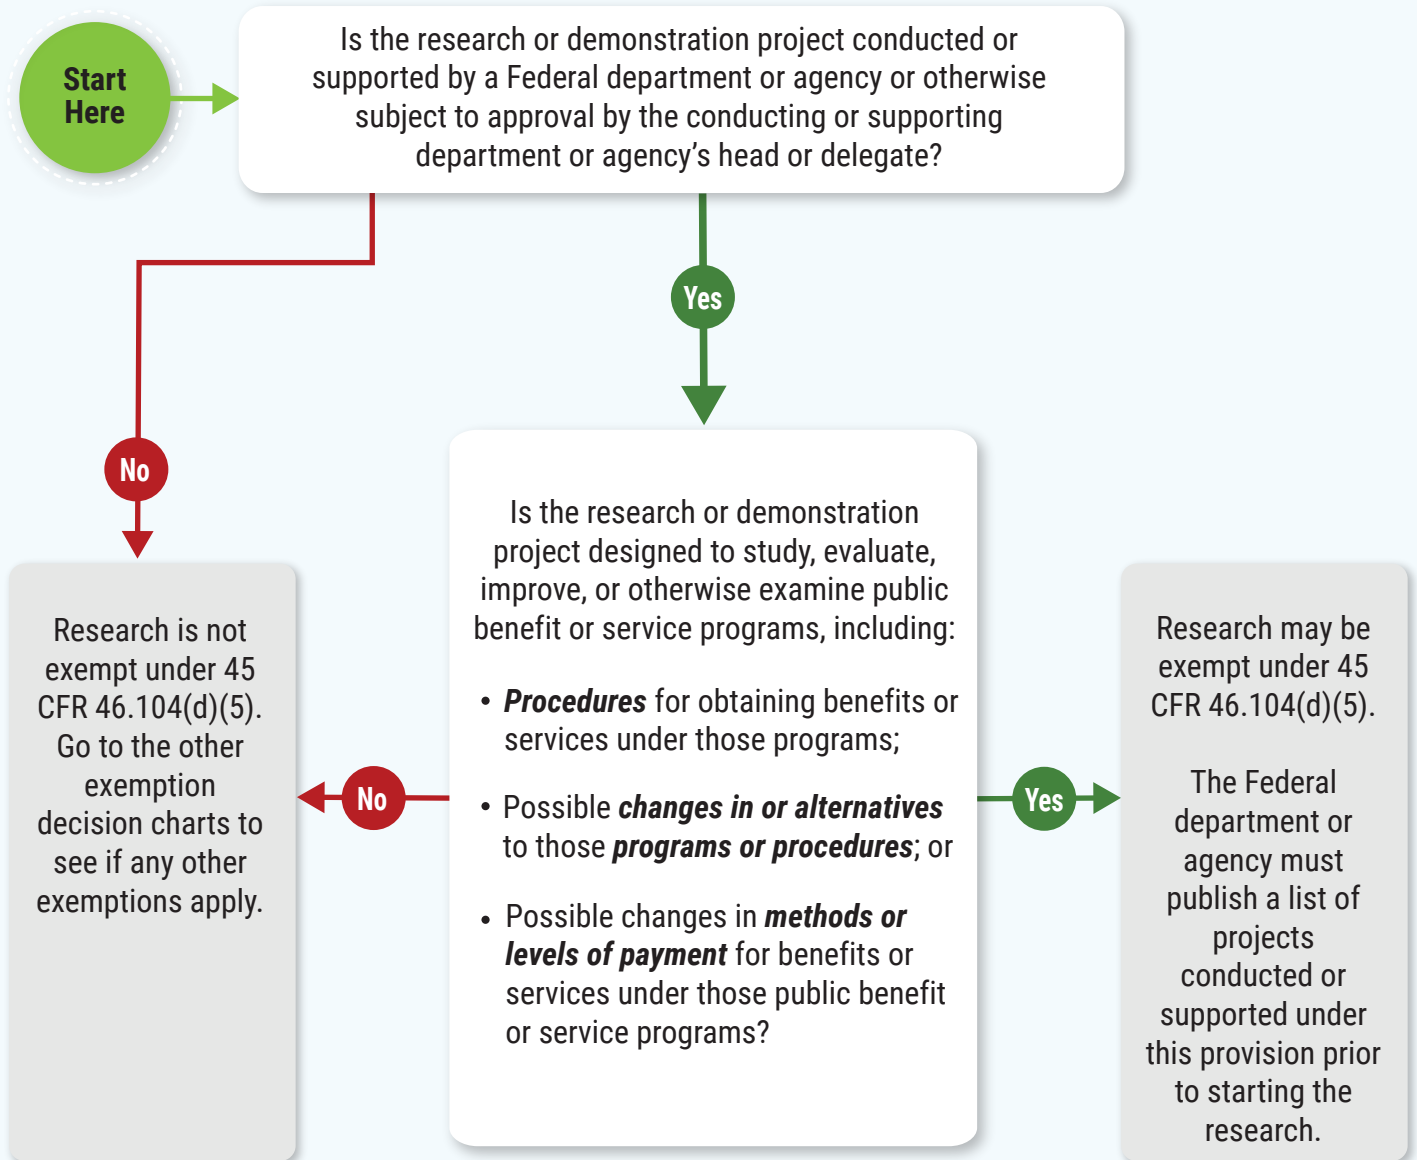 Start
Here
Is the research or demonstration project conducted or
supported by a Federal department or agency or otherwise
subject to approval by the conducting or supporting
department or agency’s head or delegate?
Yes
No
Is the research or demonstration
project designed to study, evaluate,
improve, or otherwise examine public
benefit or service programs, including:
• Procedures for obtaining benefits or
services under those programs;
• Possible changes in or alternatives
to those programs or procedures; or
• Possible changes in methods or
levels of payment for benefits or
services under those public benefit
or service programs?
No
Research is not
exempt under 45
CFR 46.104(d)(5).
Go to the other
exemption
decision charts to
see if any other
exemptions apply.
Yes
Research may be
exempt under 45
CFR 46.104(d)(5).
The Federal
department or
agency must
publish a list of
projects
conducted or
supported under
this provision prior
to starting the
research.